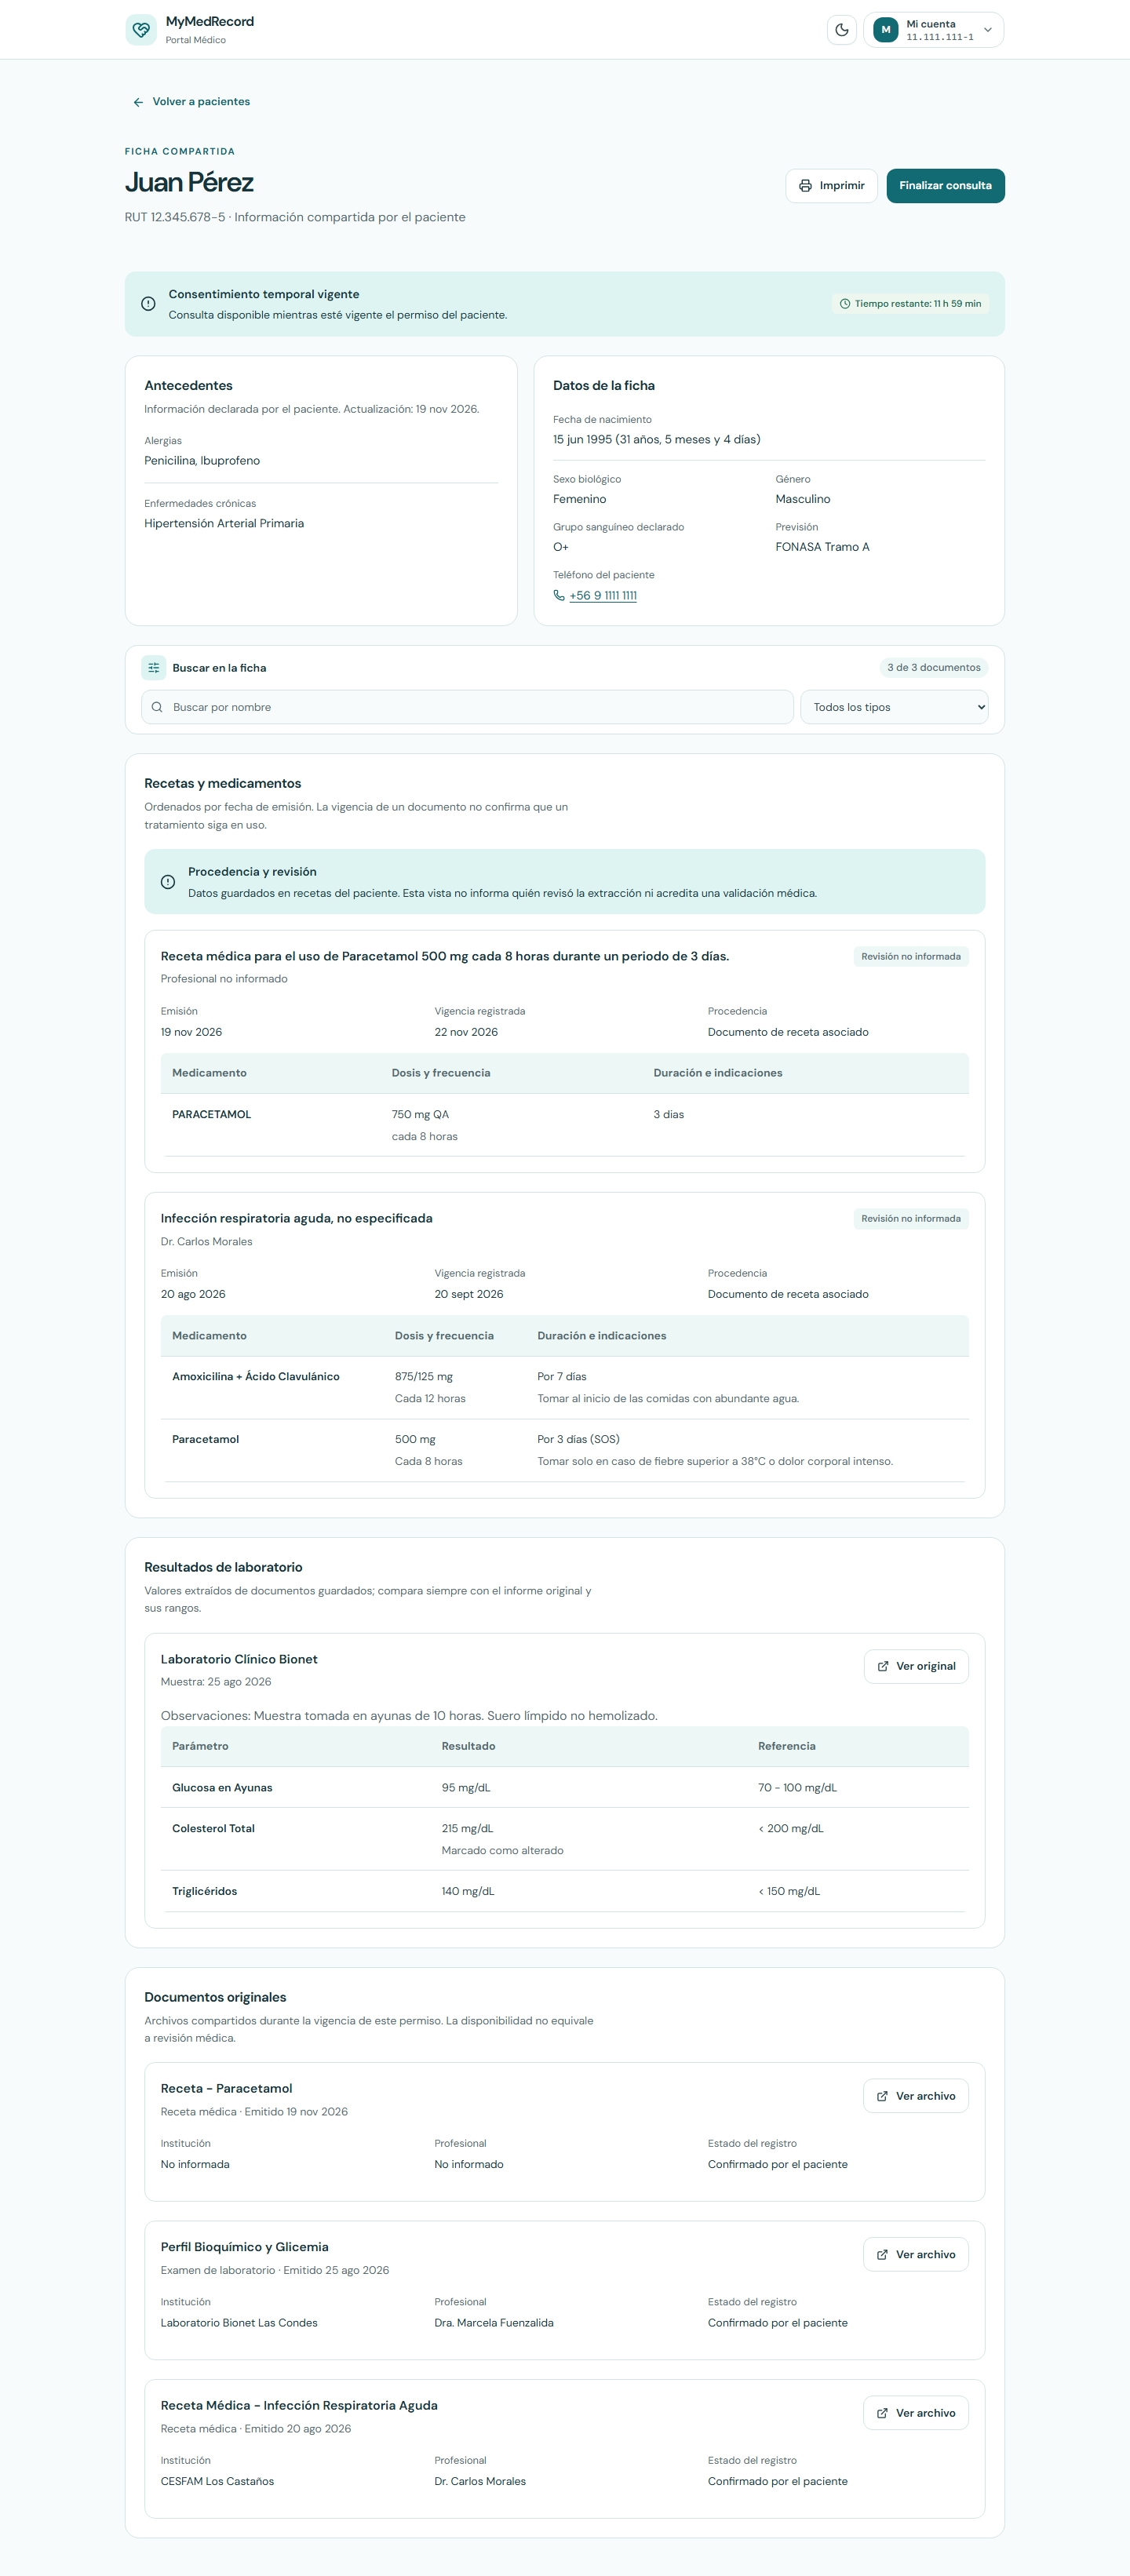 MyMedRecord
Portal Médico
M
Mi cuenta
11.111.111-1
Volver a pacientes
FICHA COMPARTIDA
Juan Pérez
RUT 12.345.678-5 · Información compartida por el paciente
Imprimir
Finalizar consulta
Consentimiento temporal vigente
Consulta disponible mientras esté vigente el permiso del paciente.
Tiempo restante: 11 h 59 min
Antecedentes
Información declarada por el paciente. Actualización: 19 nov 2026.
Alergias
Penicilina, Ibuprofeno
Enfermedades crónicas
Hipertensión Arterial Primaria
Datos de la ficha
Fecha de nacimiento
15 jun 1995 (31 años, 5 meses y 4 días)
Sexo biológico
Femenino
Género
Masculino
Grupo sanguíneo declarado
O+
Previsión
FONASA Tramo A
Teléfono del paciente
+56 9 1111 1111
Buscar en la ficha
3 de 3 documentos
Buscar por nombre
Todos los tipos
Recetas y medicamentos
Ordenados por fecha de emisión. La vigencia de un documento no confirma que un
tratamiento siga en uso.
Procedencia y revisión
Datos guardados en recetas del paciente. Esta vista no informa quién revisó la extracción ni acredita una validación médica.
Receta médica para el uso de Paracetamol 500 mg cada 8 horas durante un periodo de 3 días.
Revisión no informada
Profesional no informado
Emisión
19 nov 2026
Vigencia registrada
22 nov 2026
Procedencia
Documento de receta asociado
Medicamento Dosis y frecuencia Duración e indicaciones
PARACETAMOL 750 mg QA 3 dias
cada 8 horas
Infección respiratoria aguda, no especificada
Revisión no informada
Dr. Carlos Morales
Emisión
20 ago 2026
Vigencia registrada
20 sept 2026
Procedencia
Documento de receta asociado
Medicamento Dosis y frecuencia Duración e indicaciones
Amoxicilina + Ácido Clavulánico 875/125 mg Por 7 días
Cada 12 horas Tomar al inicio de las comidas con abundante agua.
Paracetamol 500 mg Por 3 días (SOS)
Cada 8 horas Tomar solo en caso de fiebre superior a 38°C o dolor corporal intenso.
Resultados de laboratorio
Valores extraídos de documentos guardados; compara siempre con el informe original y
sus rangos.
Laboratorio Clínico Bionet
Muestra: 25 ago 2026
Ver original
Observaciones: Muestra tomada en ayunas de 10 horas. Suero límpido no hemolizado.
Parámetro Resultado Referencia
Glucosa en Ayunas 95 mg/dL 70 - 100 mg/dL
Colesterol Total 215 mg/dL < 200 mg/dL
Marcado como alterado
Triglicéridos 140 mg/dL < 150 mg/dL
Documentos originales
Archivos compartidos durante la vigencia de este permiso. La disponibilidad no equivale
a revisión médica.
Receta - Paracetamol
Receta médica · Emitido 19 nov 2026
Ver archivo
Institución
No informada
Profesional
No informado
Estado del registro
Confirmado por el paciente
Perfil Bioquímico y Glicemia
Examen de laboratorio · Emitido 25 ago 2026
Ver archivo
Institución
Laboratorio Bionet Las Condes
Profesional
Dra. Marcela Fuenzalida
Estado del registro
Confirmado por el paciente
Receta Médica - Infección Respiratoria Aguda
Receta médica · Emitido 20 ago 2026
Ver archivo
Institución
CESFAM Los Castaños
Profesional
Dr. Carlos Morales
Estado del registro
Confirmado por el paciente